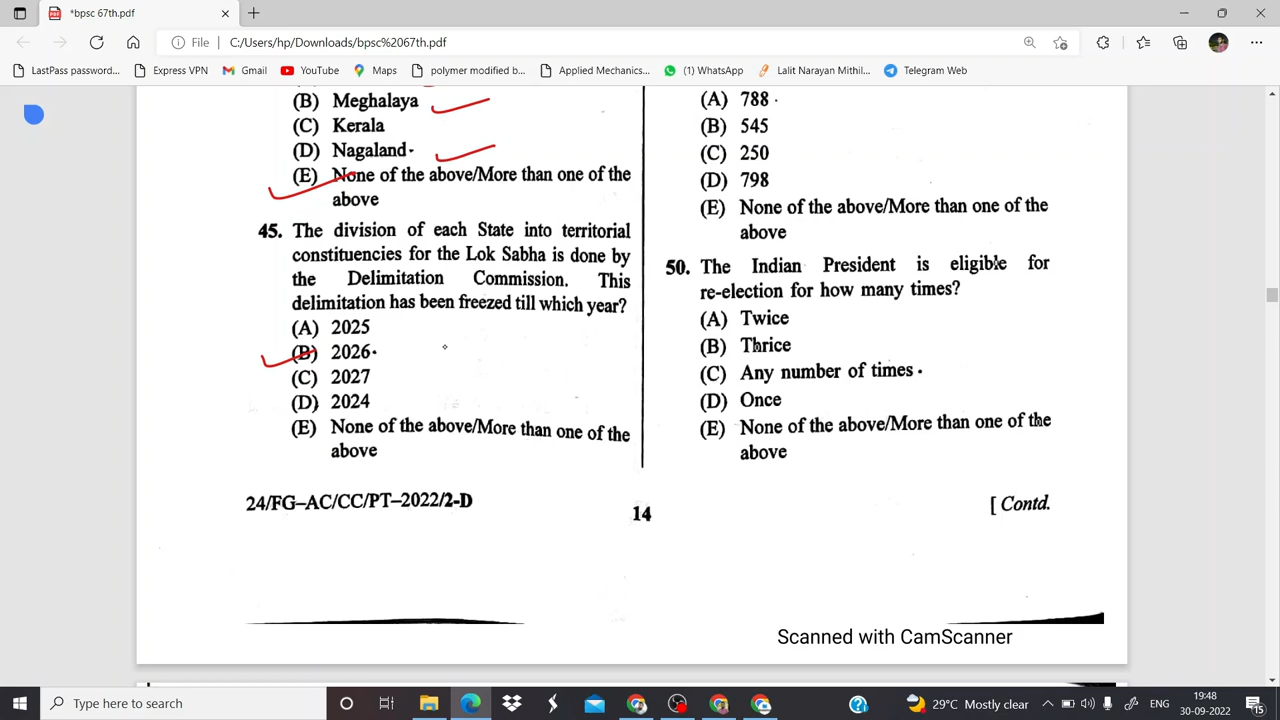 *bpsc 67th.pdf
File
C:/Users/hp/Downloads/bpsc%2067th.pdf
LastPass password...
Express VPN
Gmail
YouTube
Maps
polymer modified b...
Applied Mechanics...
(1) WhatsApp
Lalit Narayan Mithil...
Telegram Web
(B) Meghalaya
(C) Kerala
(D) Nagaland
(E) None of the above/More than one of the
above
45. The division of each State into territorial
constituencies for the Lok Sabha is done by
the Delimitation Commission. This
delimitation has been freezed till which year?
(A) 2025
(B) 2026
(C) 2027
(D) 2024
(E) None of the above/More than one of the
above
(A) 788
(B) 545
(C) 250
(D) 798
(E) None of the above/More than one of the
above
50. The Indian President is eligible for
re-election for how many times?
(A) Twice
(B) Thrice
(C) Any number of times
(D) Once
(E) None of the above/More than one of the
above
24/FG–AC/CC/PT–2022/2-D
14
[ Contd.
Scanned with CamScanner
Type here to search
29°C Mostly clear
ENG
19:48
30-09-2022
15